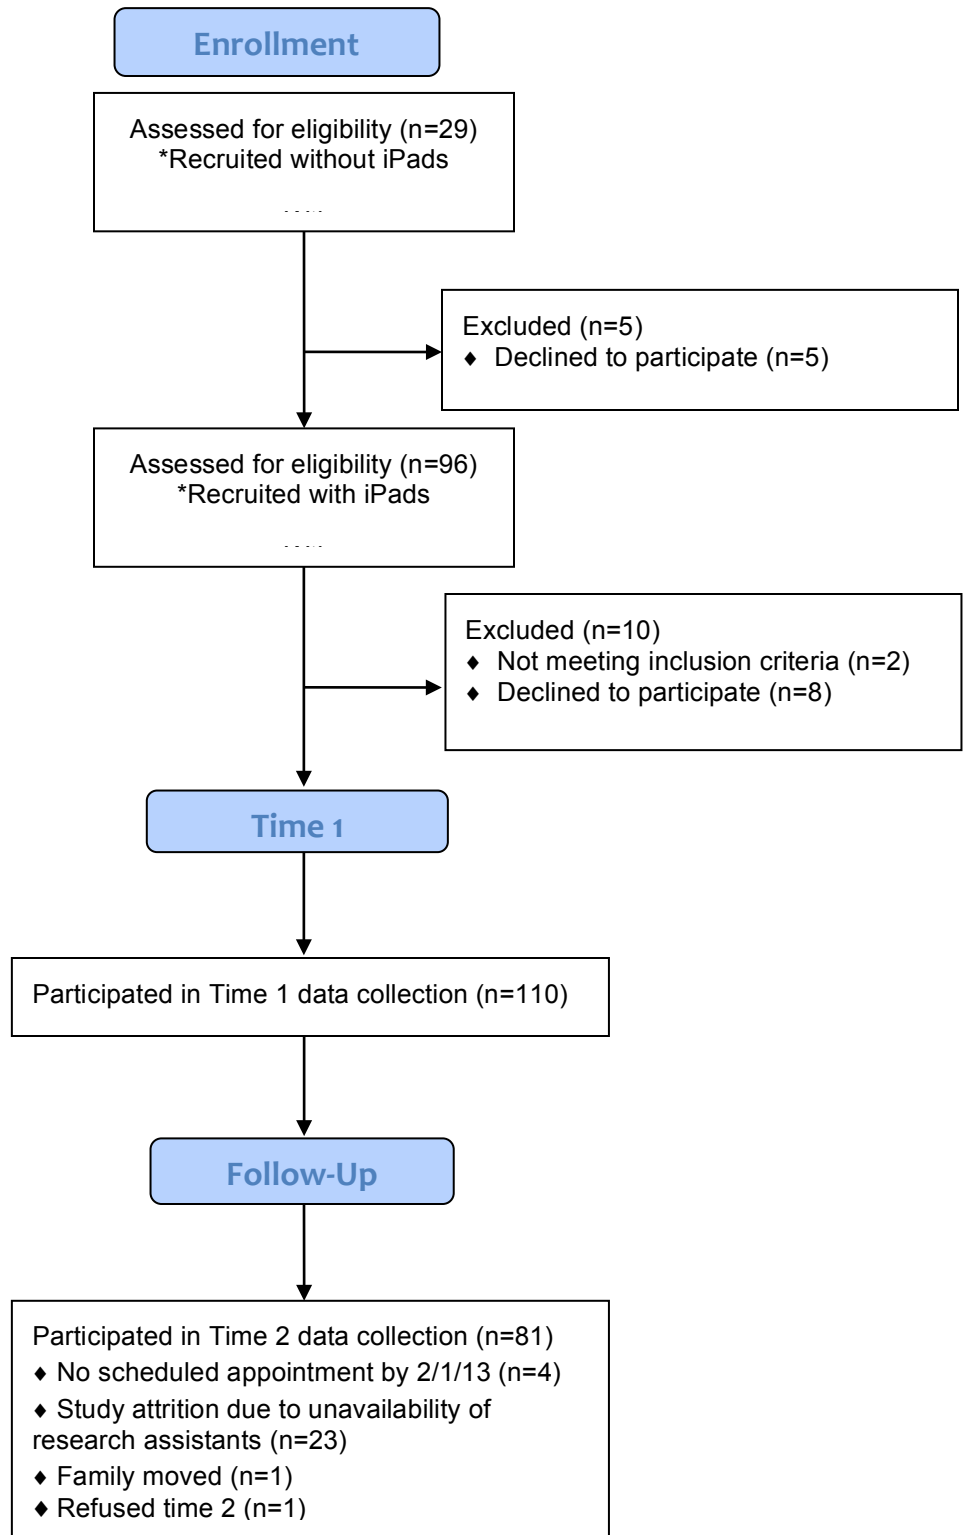 Enrollment
Assessed for eligibility (n=29)
*Recruited without iPads
Excluded (n=5)
♦ Declined to participate (n=5)
Assessed for eligibility (n=96)
*Recruited with iPads
Excluded (n=10)
♦ Not meeting inclusion criteria (n=2)
♦ Declined to participate (n=8)
Time 1
Participated in Time 1 data collection (n=110)
Follow-Up
Participated in Time 2 data collection (n=81)
♦ No scheduled appointment by 2/1/13 (n=4)
♦ Study attrition due to unavailability of
research assistants (n=23)
♦ Family moved (n=1)
♦ Refused time 2 (n=1)